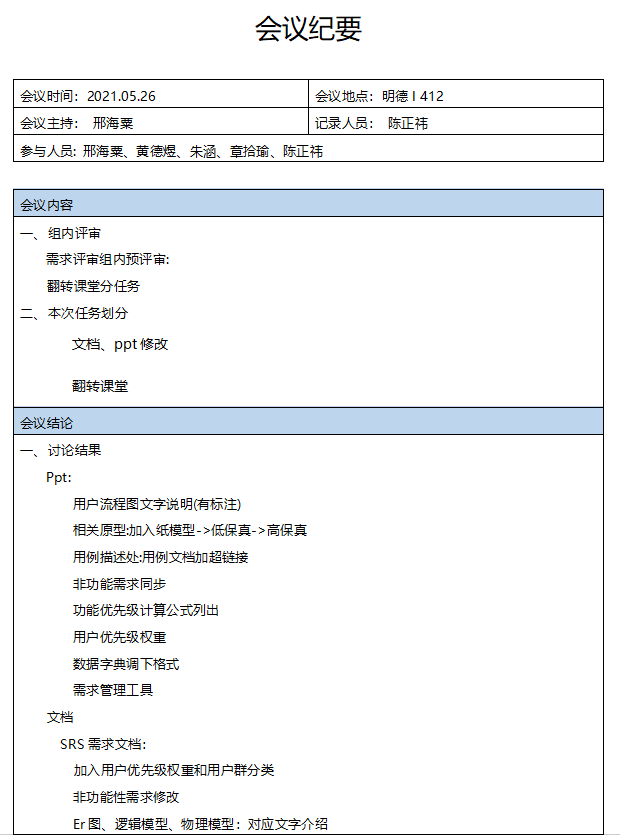 会议纪要
会议时间：2021.05.26
会议地点：明德 I 412
会议主持： 邢海粟
记录人员： 陈正祎
参与人员: 邢海粟、黄德煜、朱涵、章拾瑜、陈正祎
会议内容
一、组内评审
需求评审组内预评审:
翻转课堂分任务
二、本次任务划分
文档、ppt 修改
翻转课堂
会议结论
一、讨论结果
Ppt:
用户流程图文字说明(有标注)
相关原型:加入纸模型->低保真->高保真
用例描述处:用例文档加超链接
非功能需求同步
功能优先级计算公式列出
用户优先级权重
数据字典调下格式
需求管理工具
文档
SRS 需求文档:
加入用户优先级权重和用户群分类
非功能性需求修改
Er 图、逻辑模型、物理模型：对应文字介绍